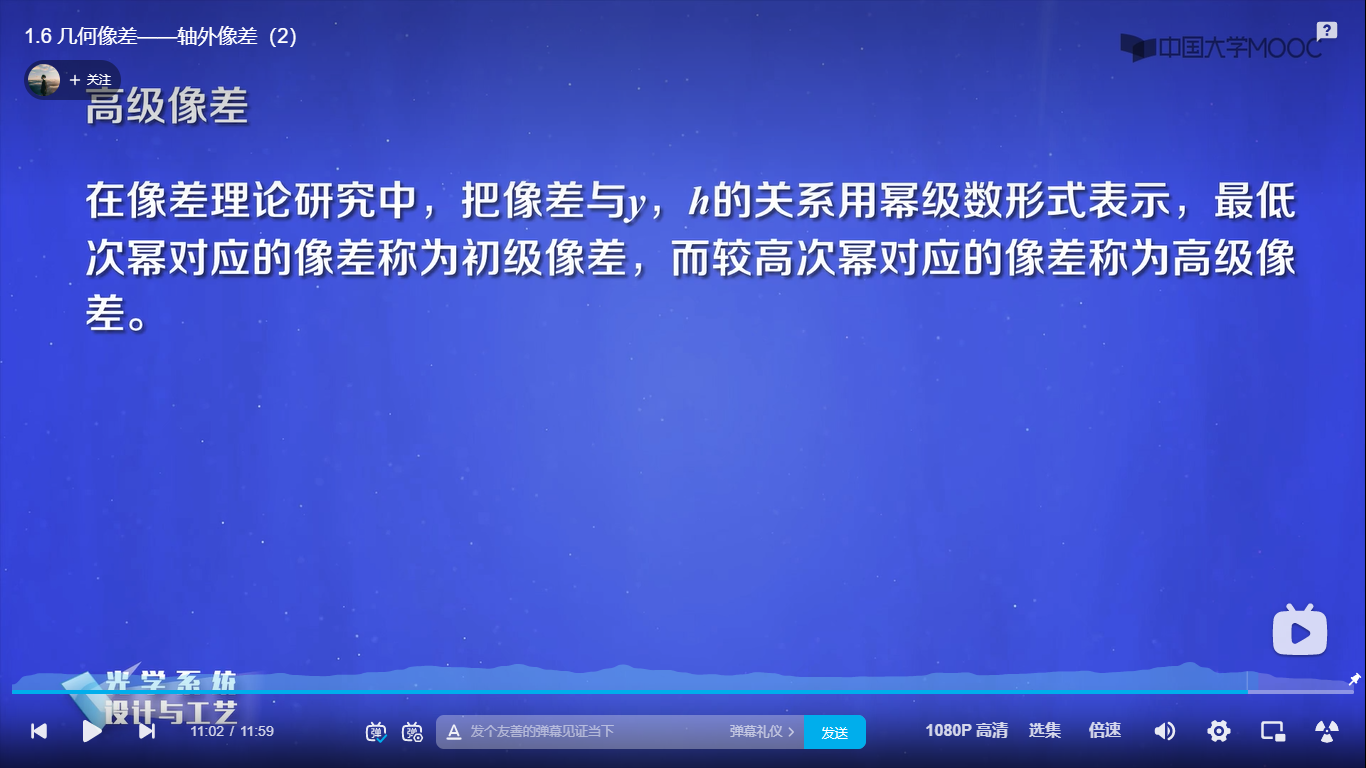 1.6 几何像差——轴外像差（2）
中国大学MOOC
+ 关注
高级像差
在像差理论研究中，把像差与y，h的关系用幂级数形式表示，最低
次幂对应的像差称为初级像差，而较高次幂对应的像差称为高级像
差。
光学系统
设计与工艺
11:02 / 11:59
弹
弹
A
发个友善的弹幕见证当下
弹幕礼仪 >
发送
1080P 高清
选集
倍速